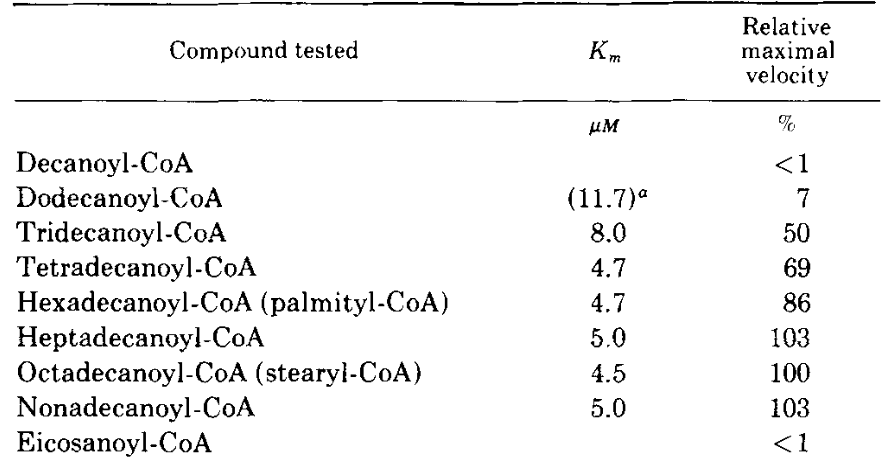 Compound tested K_m Relative maximal velocity
μM %
Decanoyl-CoA <1
Dodecanoyl-CoA (11.7)^a 7
Tridecanoyl-CoA 8.0 50
Tetradecanoyl-CoA 4.7 69
Hexadecanoyl-CoA (palmityl-CoA) 4.7 86
Heptadecanoyl-CoA 5.0 103
Octadecanoyl-CoA (stearyl-CoA) 4.5 100
Nonadecanoyl-CoA 5.0 103
Eicosanoyl-CoA <1